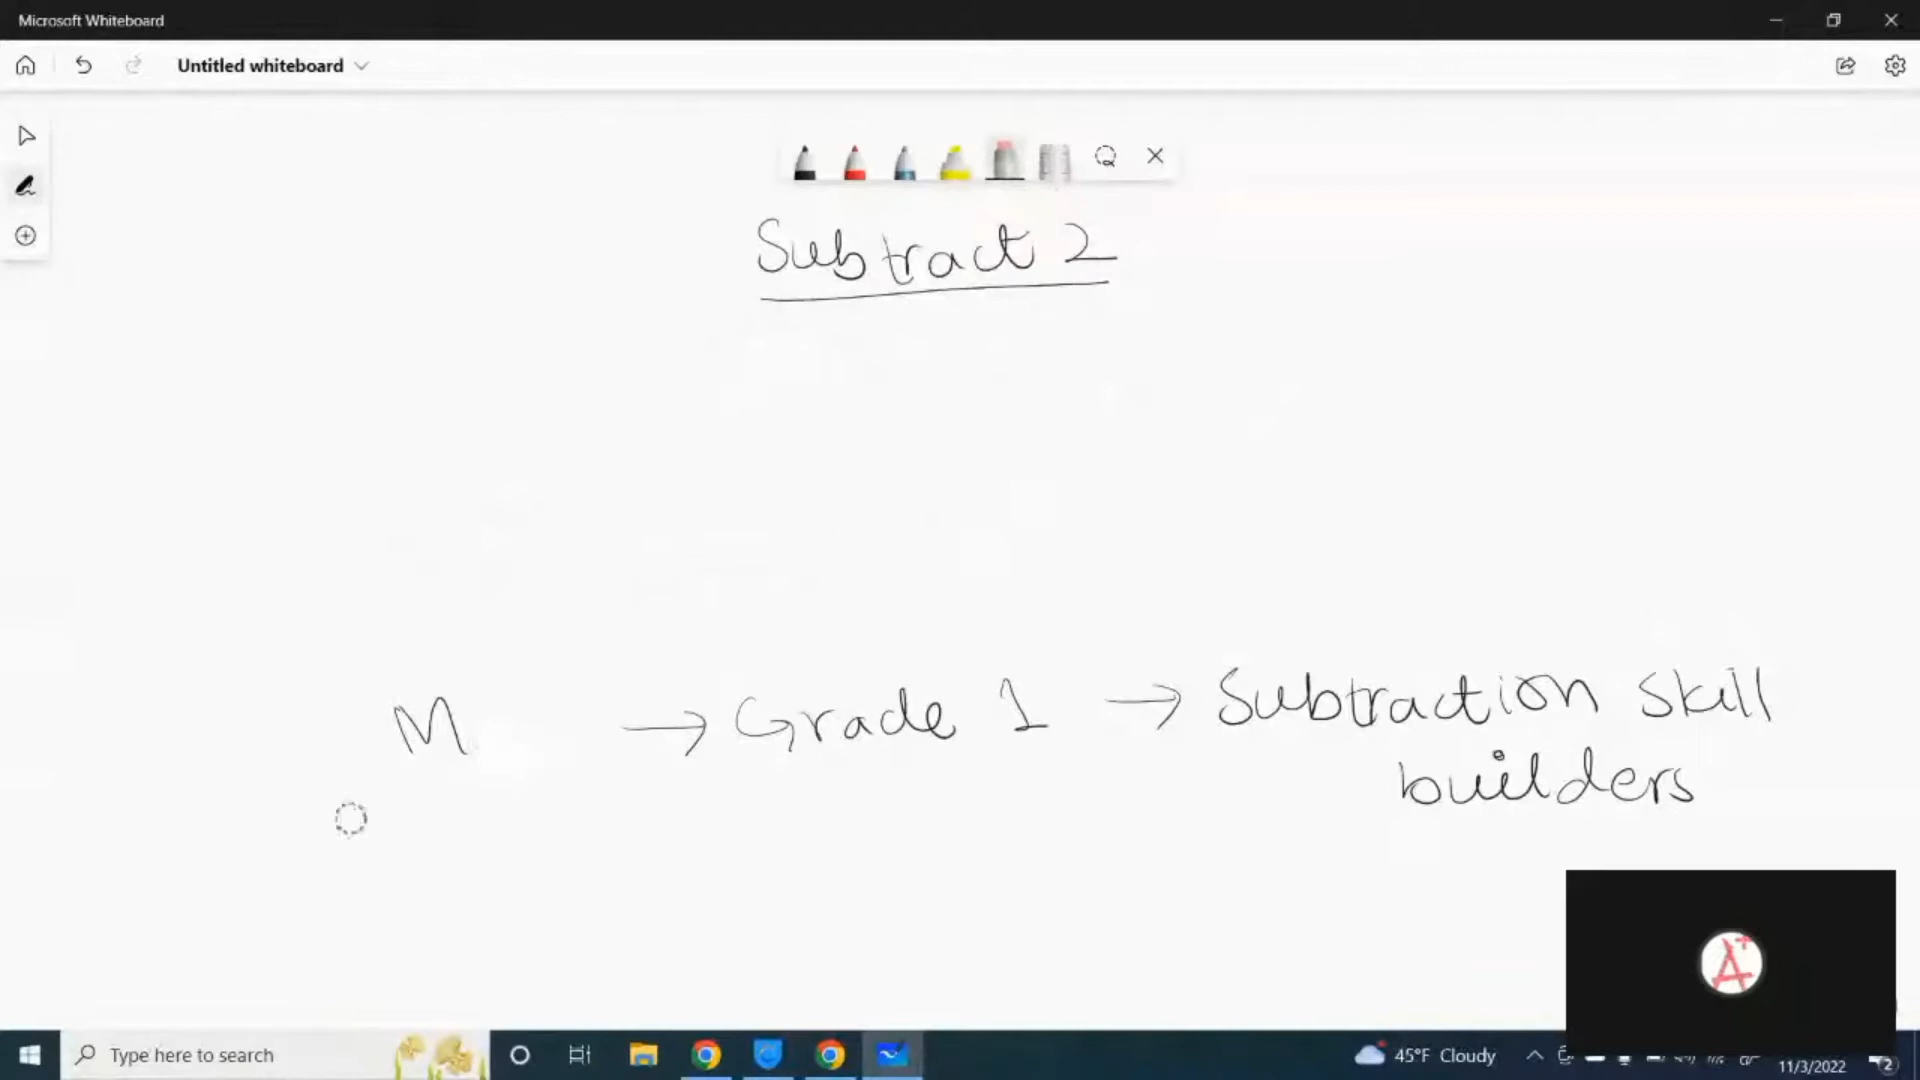 Microsoft Whiteboard
Untitled whiteboard
Subtract 2
M → Grade 1 → Subtraction skill
builders
A+
Type here to search
45°F Cloudy
11/3/2022
2